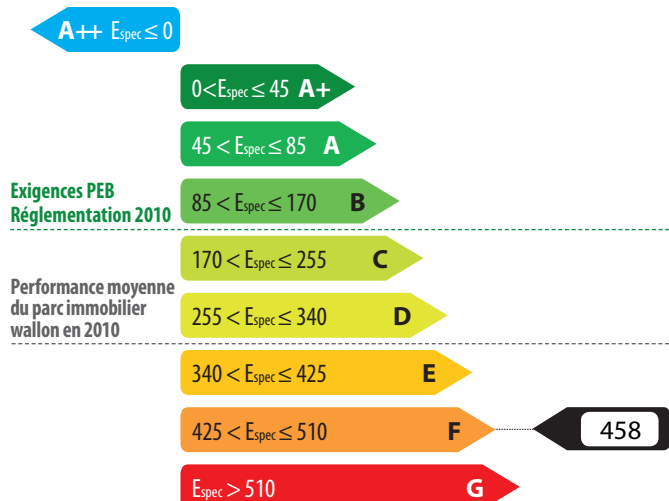 A++ Espec ≤ 0
0 < Espec ≤ 45 A+
45 < Espec ≤ 85 A
Exigences PEB
Réglementation 2010
85 < Espec ≤ 170 B
170 < Espec ≤ 255 C
Performance moyenne
du parc immobilier
wallon en 2010
255 < Espec ≤ 340 D
340 < Espec ≤ 425 E
425 < Espec ≤ 510 F 458
Espec > 510 G